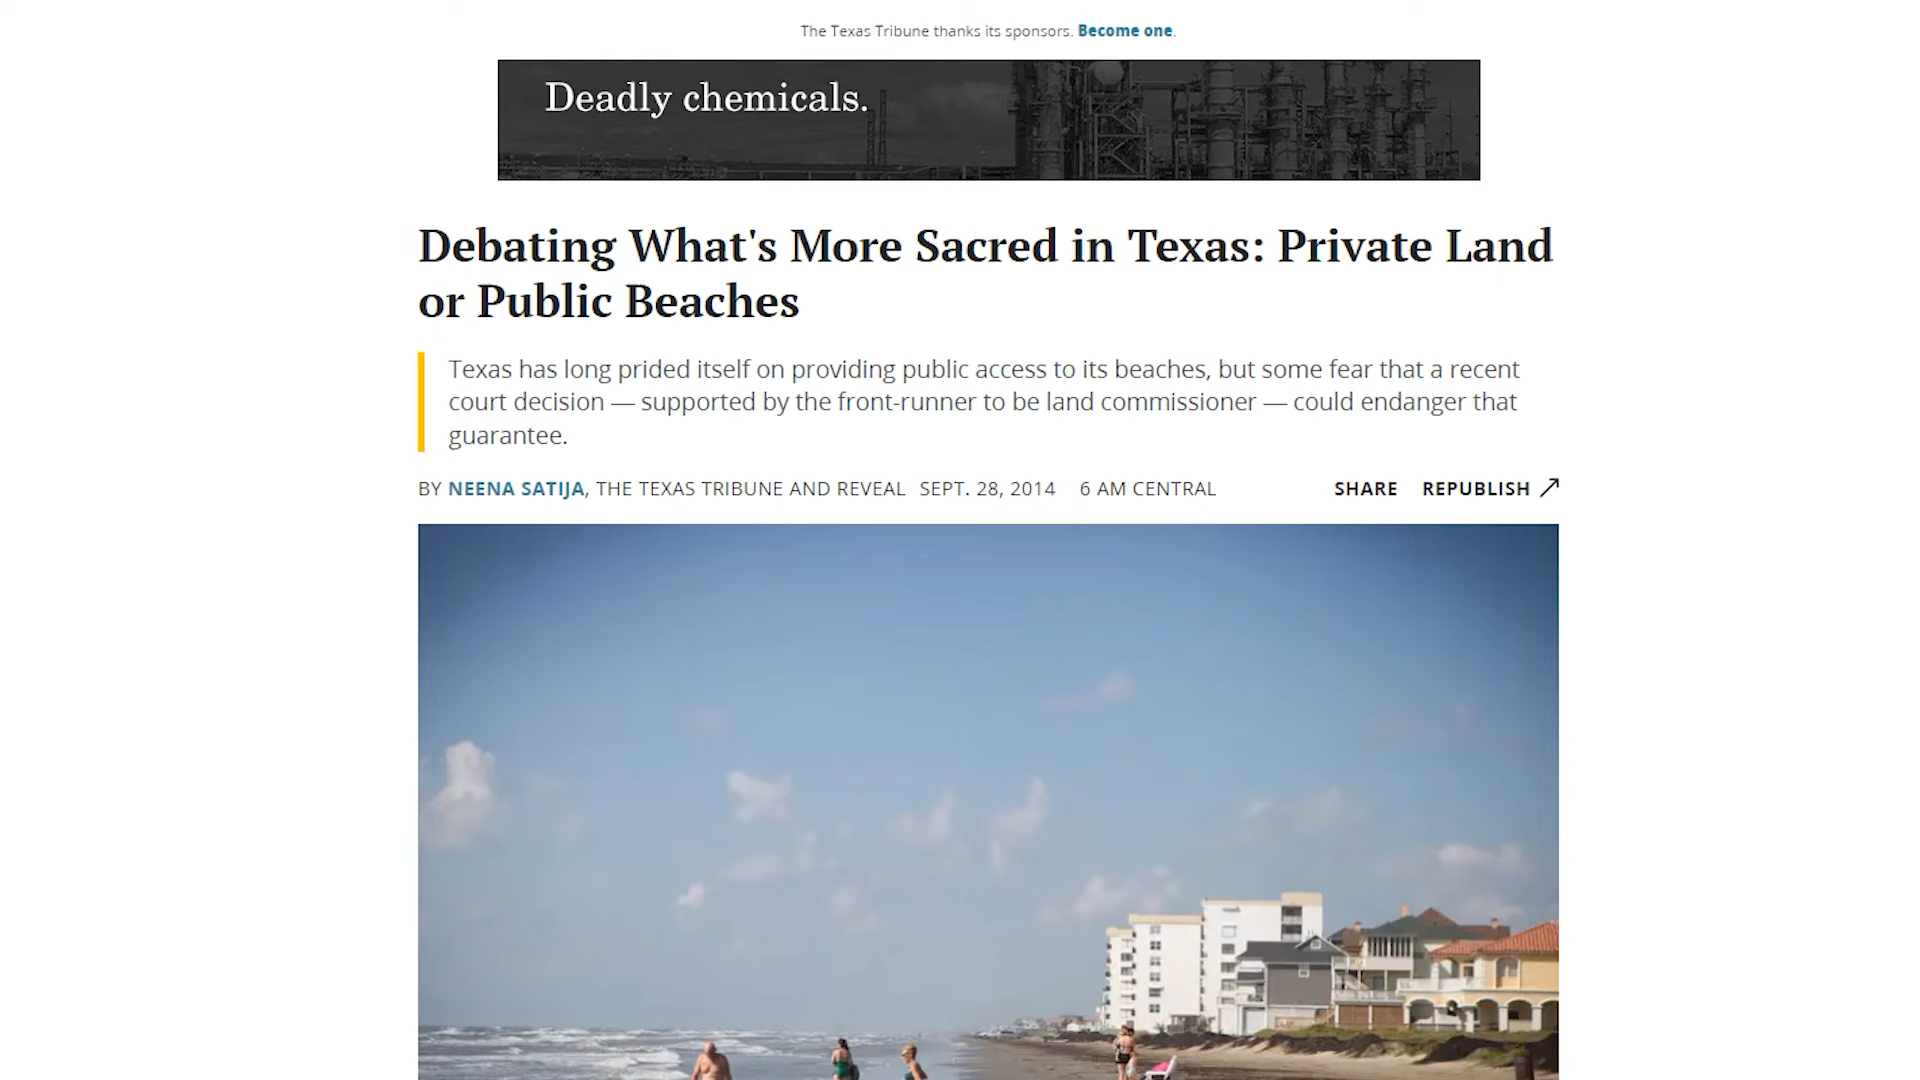 The Texas Tribune thanks its sponsors. Become one.
Deadly chemicals.
Debating What's More Sacred in Texas: Private Land
or Public Beaches
Texas has long prided itself on providing public access to its beaches, but some fear that a recent
court decision — supported by the front-runner to be land commissioner — could endanger that
guarantee.
BY NEENA SATIJA, THE TEXAS TRIBUNE AND REVEAL SEPT. 28, 2014 6 AM CENTRAL SHARE REPUBLISH